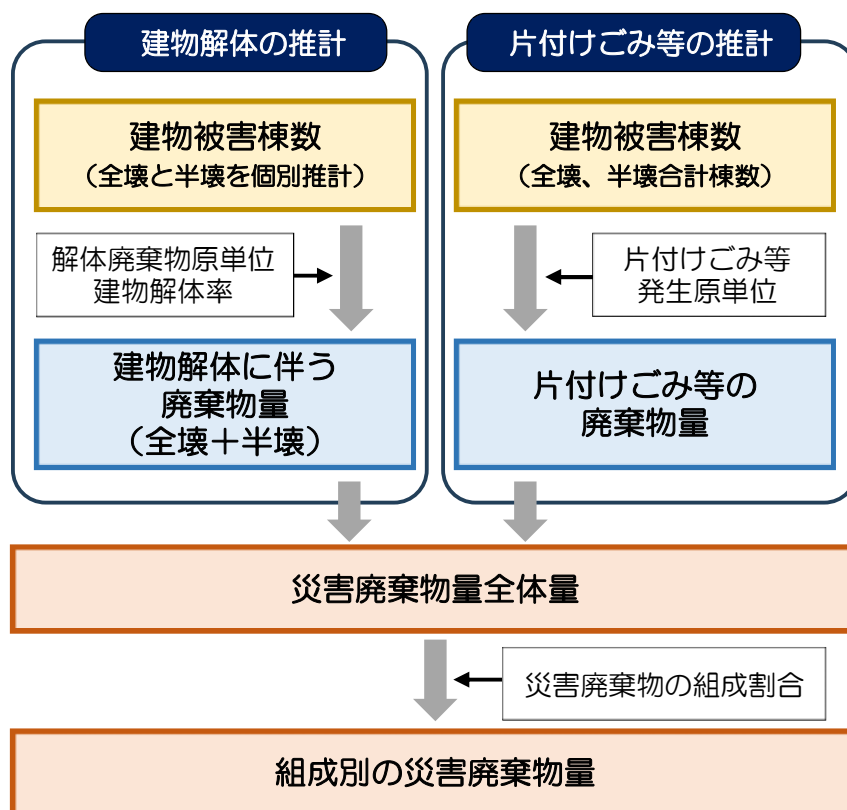 建物解体の推計
建物被害棟数
（全壊と半壊を個別推計）
解体廃棄物原単位
建物解体率
建物解体に伴う
廃棄物量
（全壊＋半壊）
片付けごみ等の推計
建物被害棟数
（全壊、半壊合計棟数）
片付けごみ等
発生原単位
片付けごみ等の
廃棄物量
災害廃棄物量全体量
災害廃棄物の組成割合
組成別の災害廃棄物量